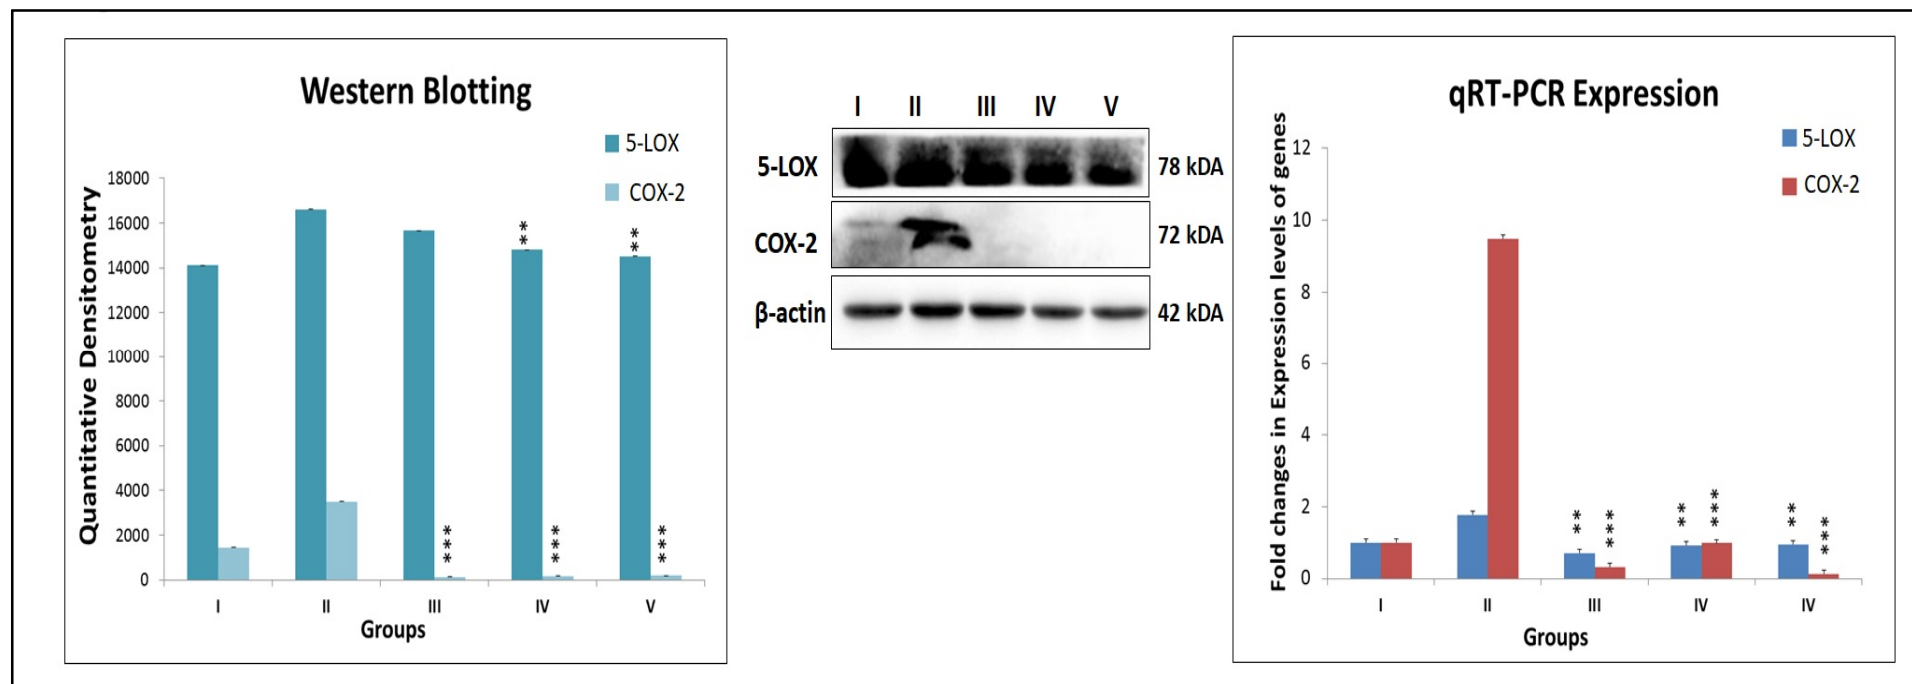 Western Blotting
5-LOX
COX-2
Quantitative Densitometry
18000
16000
14000
12000
10000
8000
6000
4000
2000
0
**
**
***
***
***
I II III IV V
Groups
I II III IV V
5-LOX 78 kDA
COX-2 72 kDA
β-actin 42 kDA
qRT-PCR Expression
5-LOX
COX-2
Fold changes in Expression levels of genes
12
10
8
6
4
2
0
**
***
**
***
**
***
I II III IV IV
Groups